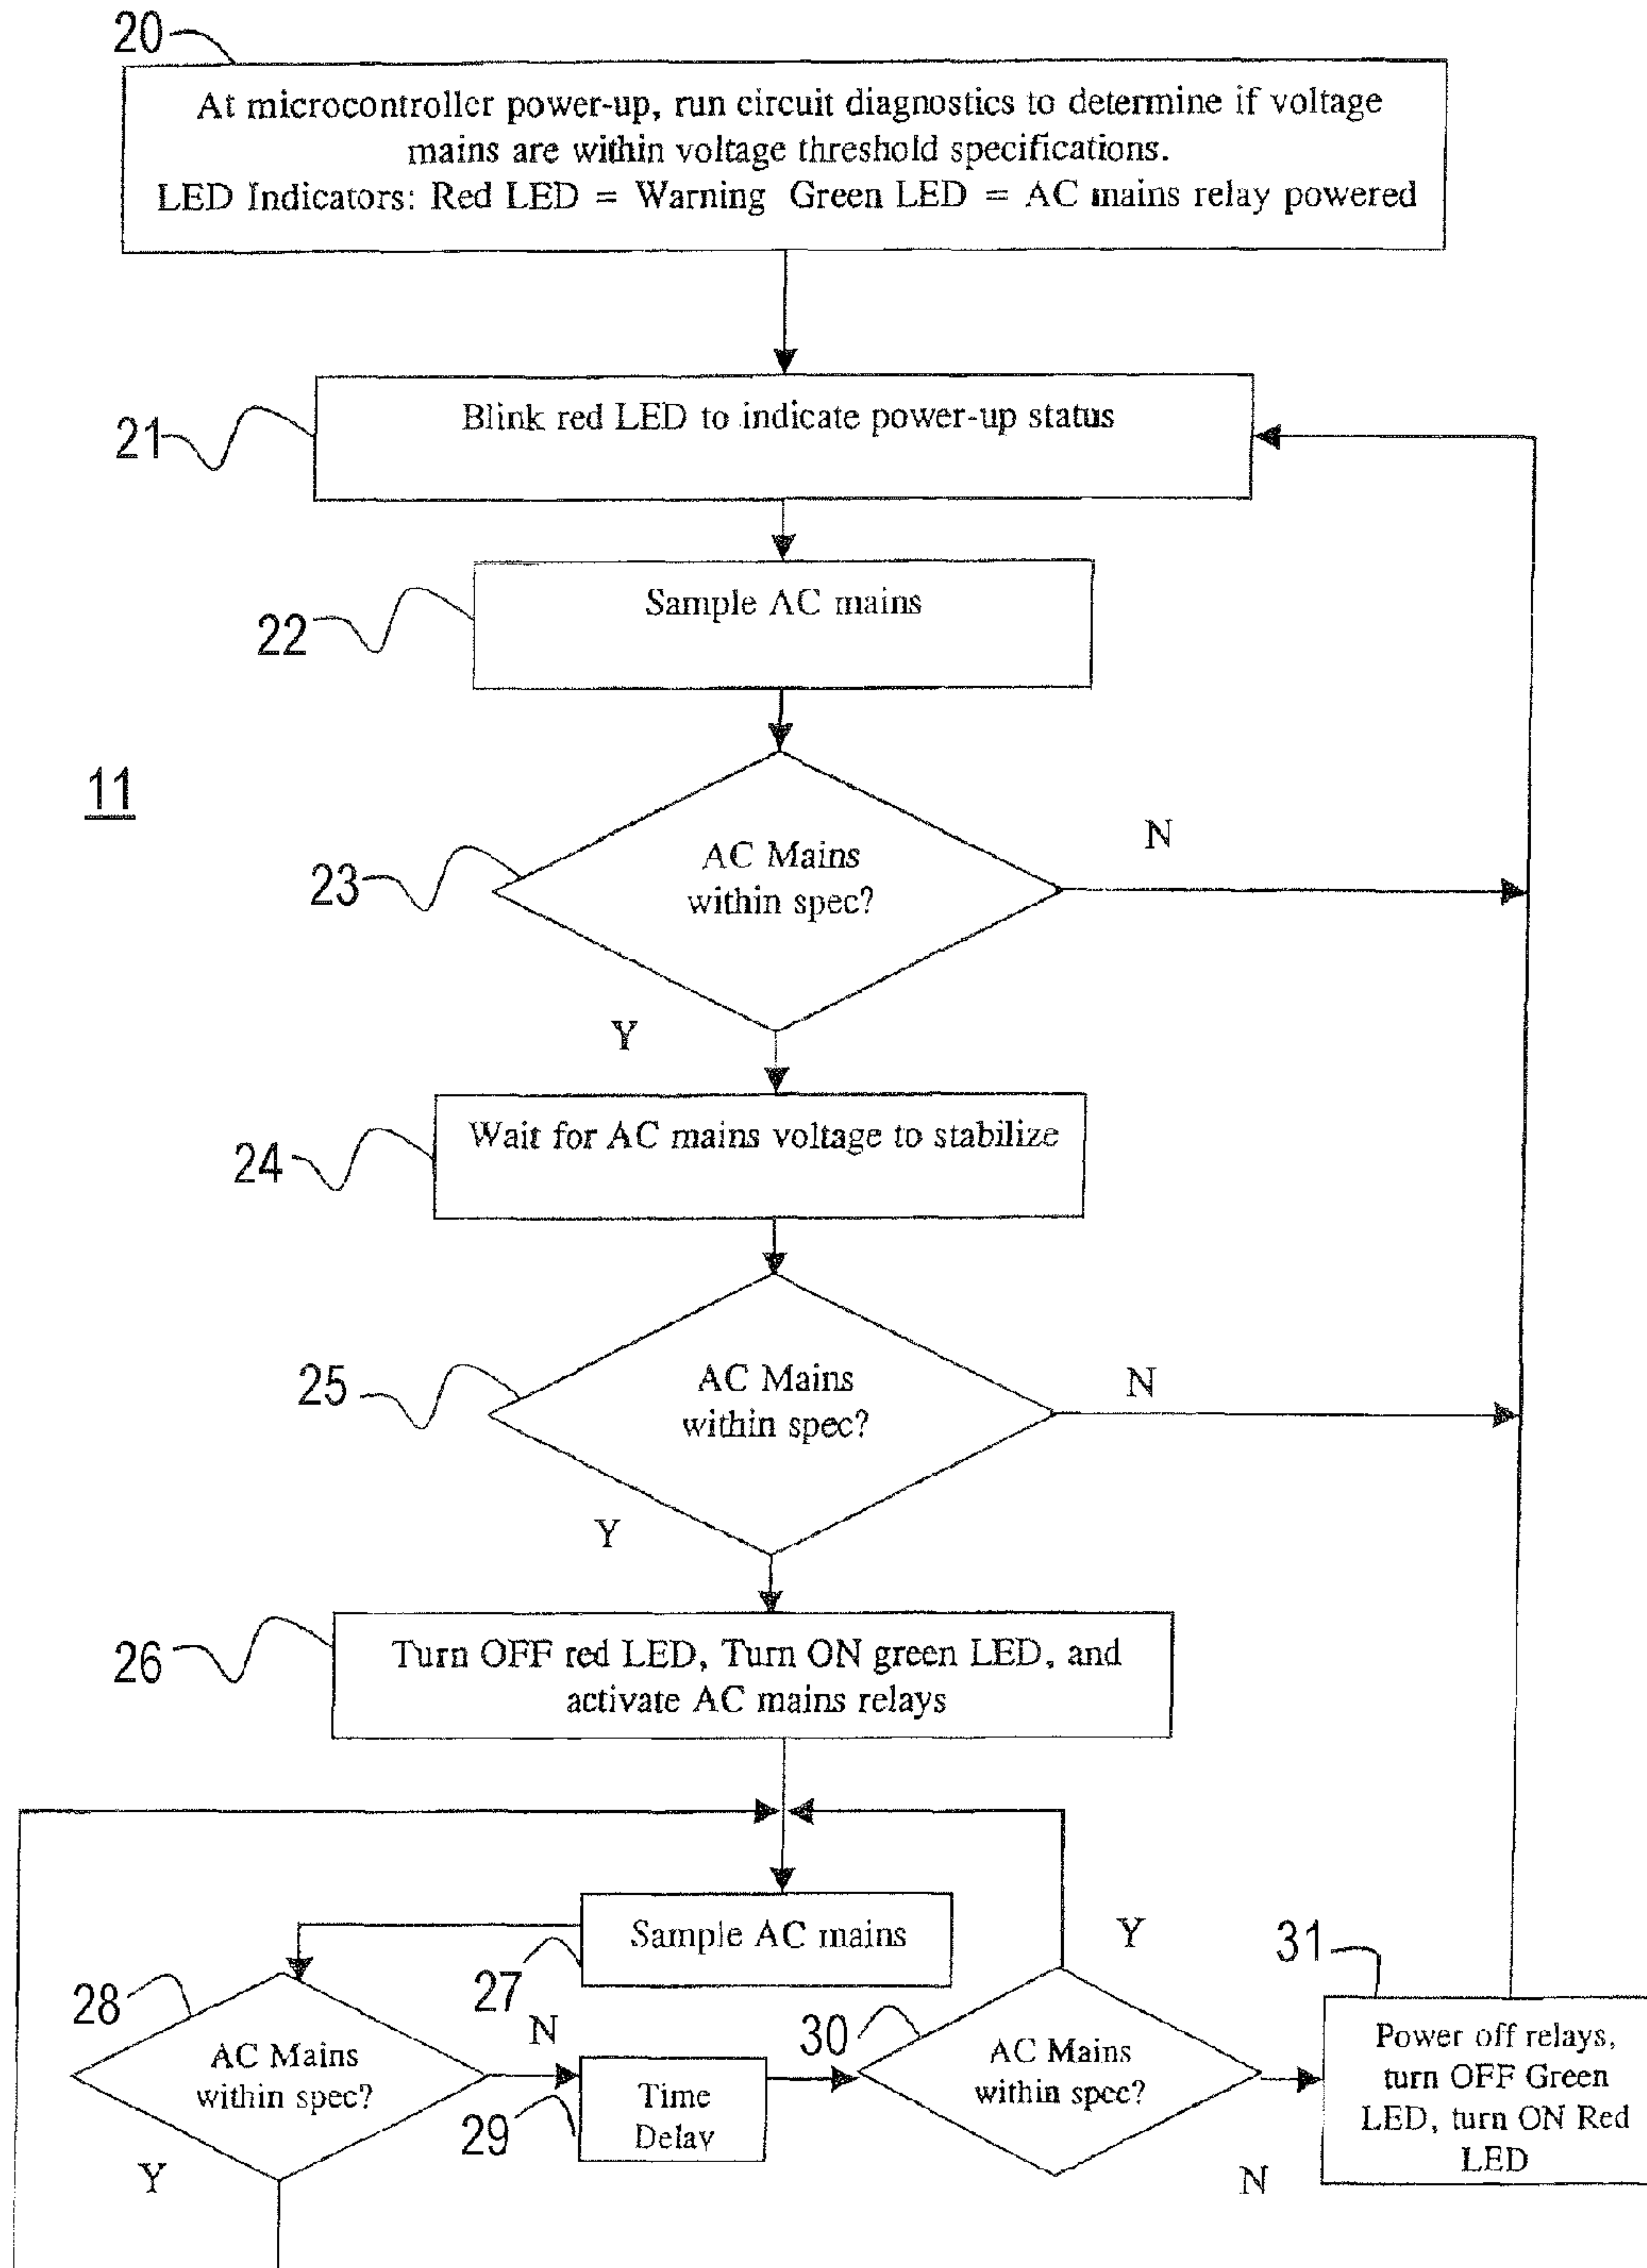 20
At microcontroller power-up, run circuit diagnostics to determine if voltage
mains are within voltage threshold specifications.
LED Indicators: Red LED = Warning Green LED = AC mains relay powered
21
Blink red LED to indicate power-up status
22
Sample AC mains
11
23
AC Mains
within spec?
N
Y
24
Wait for AC mains voltage to stabilize
25
AC Mains
within spec?
N
Y
26
Turn OFF red LED, Turn ON green LED, and
activate AC mains relays
Sample AC mains
27
28
AC Mains
within spec?
N
Y
29
Time
Delay
30
AC Mains
within spec?
Y
N
31
Power off relays,
turn OFF Green
LED, turn ON Red
LED